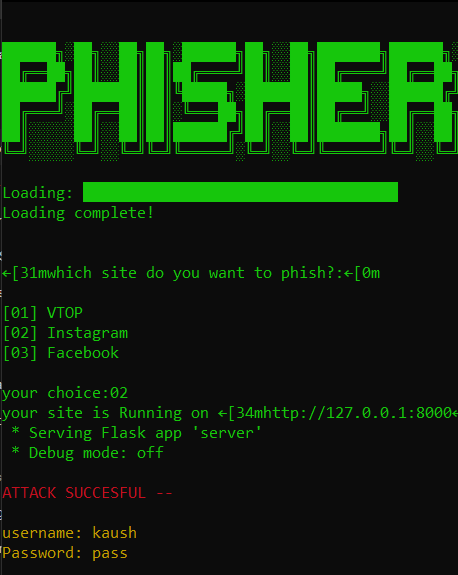 PHISHER
Loading:
Loading complete!
←[31mwhich site do you want to phish?:←[0m
[01] VTOP
[02] Instagram
[03] Facebook
your choice:02
your site is Running on ←[34mhttp://127.0.0.1:8000←
* Serving Flask app 'server'
* Debug mode: off
ATTACK SUCCESFUL --
username: kaush
Password: pass